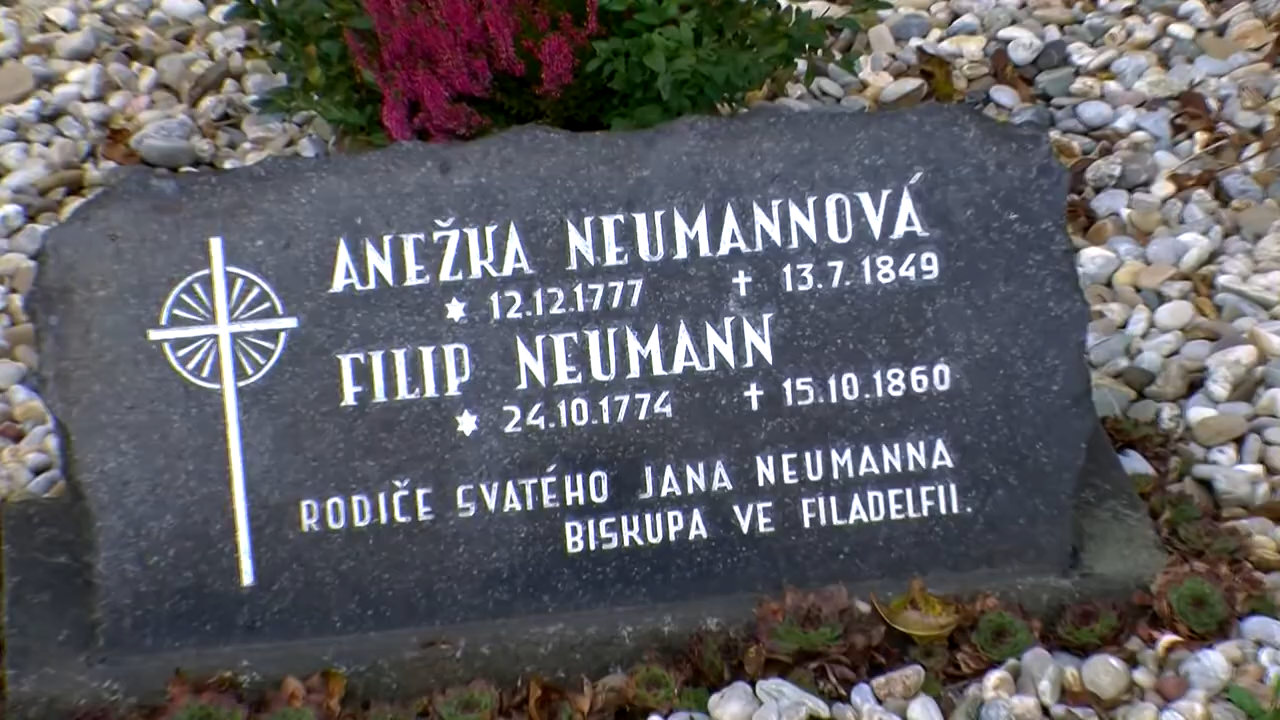 ANEŽKA NEUMANNOVÁ
✶ 12.12.1777 ✝ 13.7.1849
FILIP NEUMANN
✶ 24.10.1774 ✝ 15.10.1860
RODIČE SVATÉHO JANA NEUMANNA
BISKUPA VE FILADELFII.